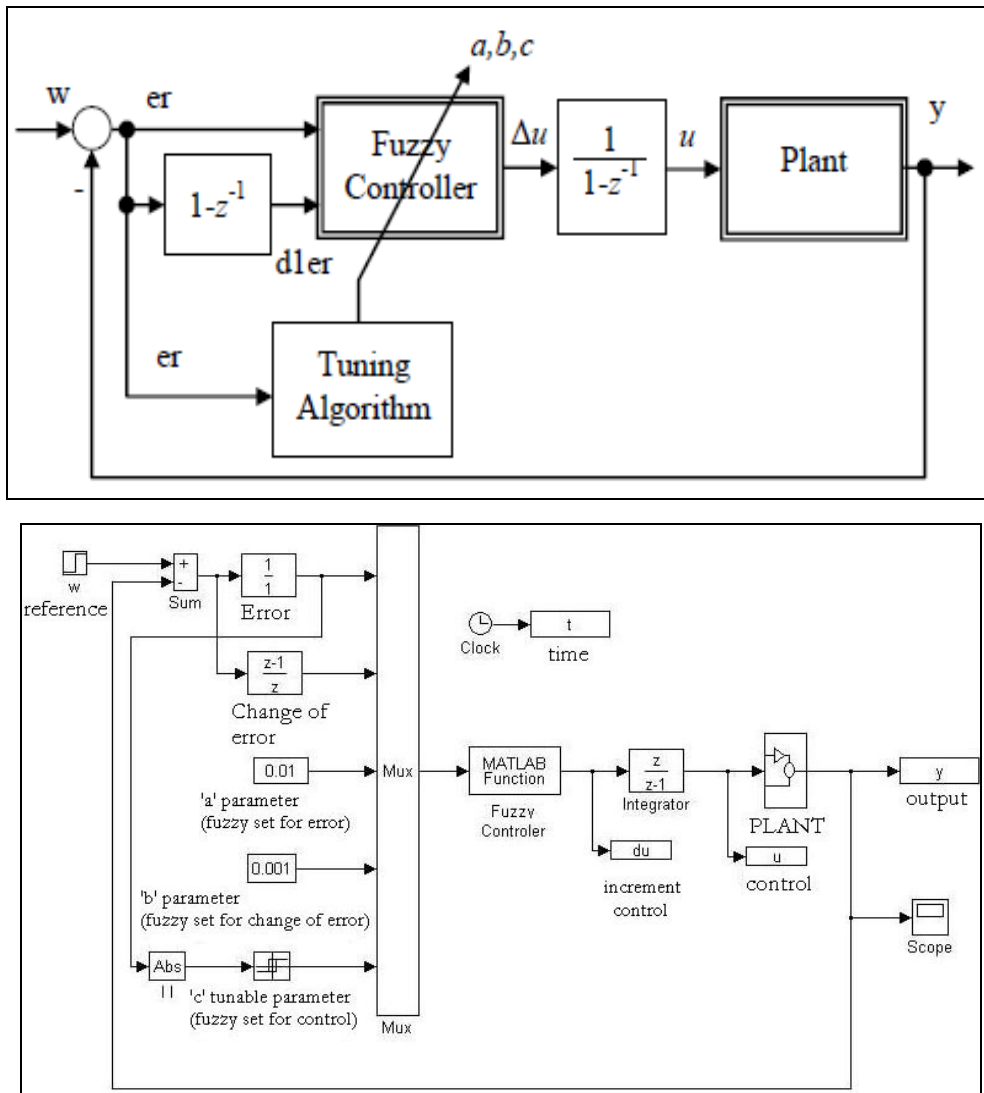 a,b,c
w
er
Fuzzy
Controller
Δu
1
1-z⁻¹
u
Plant
y
-
1-z⁻¹
d1er
er
Tuning
Algorithm
w
reference
+
-
Sum
1
1
Error
z-1
z
Change of
error
0.01
'a' parameter
(fuzzy set for error)
0.001
'b' parameter
(fuzzy set for change of error)
Abs
| |
'c' tunable parameter
(fuzzy set for control)
Mux
Mux
Clock
t
time
MATLAB
Function
Fuzzy
Controler
z
z-1
Integrator
du
increment
control
PLANT
u
control
y
output
Scope